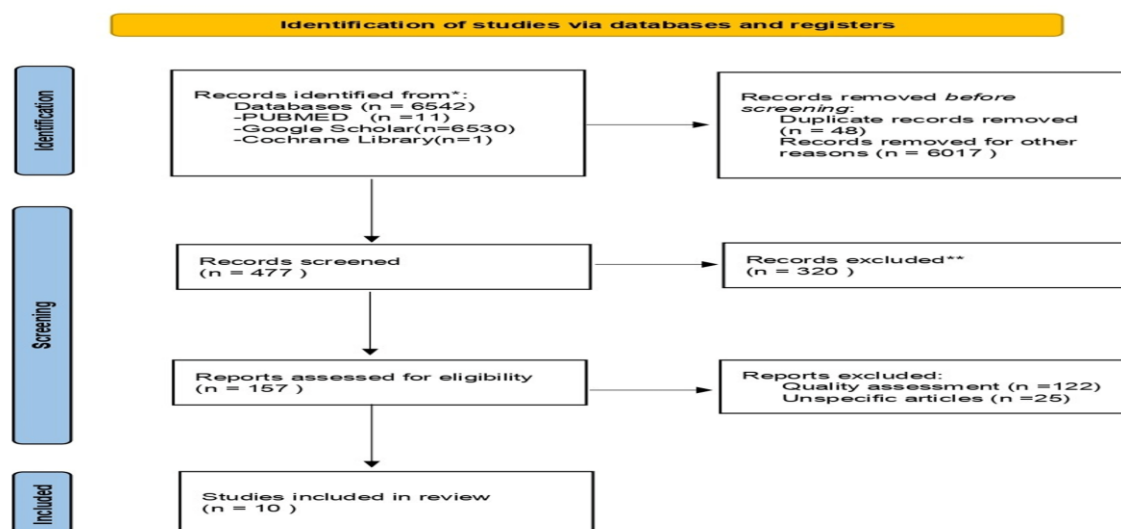 Identification of studies via databases and registers
Identification
Records identified from*:
Databases (n = 6542)
-PUBMED (n =11)
-Google Scholar(n=6530)
-Cochrane Library(n=1)
Records removed before
screening:
Duplicate records removed
(n = 48)
Records removed for other
reasons (n = 6017 )
Screening
Records screened
(n = 477 )
Records excluded**
(n = 320 )
Reports assessed for eligibility
(n = 157 )
Reports excluded:
Quality assessment (n =122)
Unspecific articles (n =25)
Included
Studies included in review
(n = 10 )